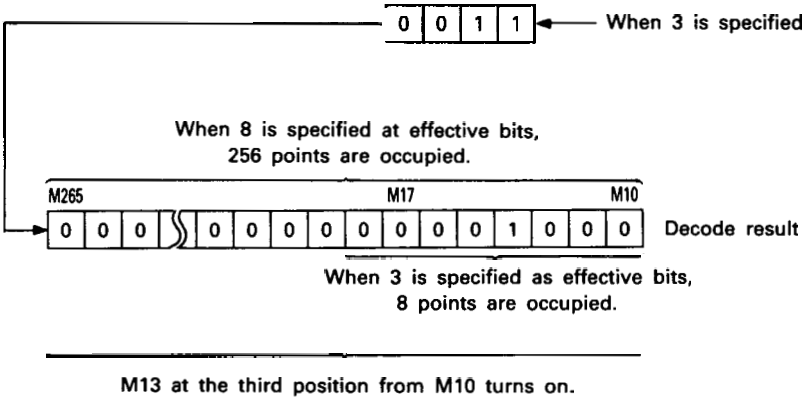 0 0 1 1 When 3 is specified
When 8 is specified at effective bits,
256 points are occupied.
M265 M17 M10
0 0 0 0 0 0 0 0 0 0 0 1 0 0 0 Decode result
When 3 is specified as effective bits,
8 points are occupied.
M13 at the third position from M10 turns on.